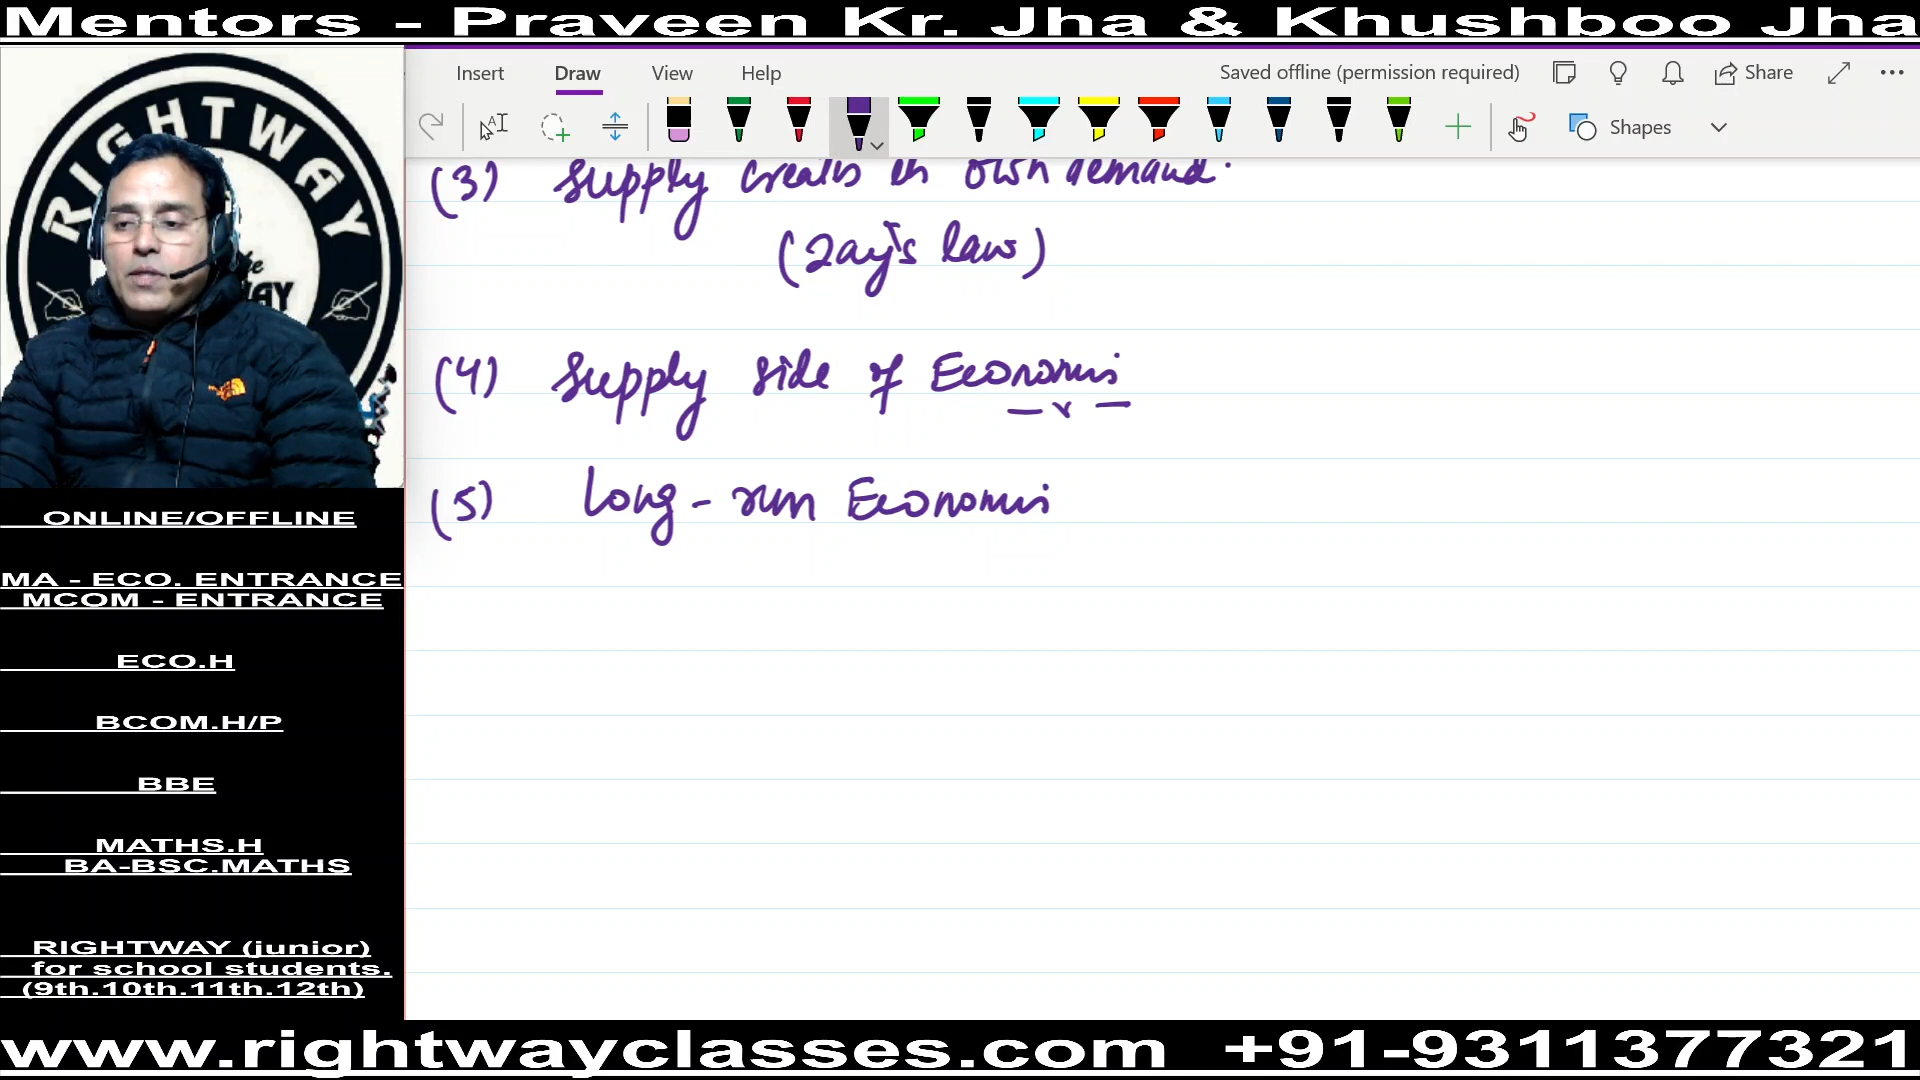 Mentors - Praveen Kr. Jha & Khushboo Jha
Insert Draw View Help
Saved offline (permission required)
Share
Shapes
RIGHTWAY
the
WAY
(3) Supply creates its own demand.
(Say's law)
(4) Supply side of Economics
(5) Long-run Economics
ONLINE/OFFLINE
MA - ECO. ENTRANCE
MCOM - ENTRANCE
ECO.H
BCOM.H/P
BBE
MATHS.H
BA-BSC.MATHS
RIGHTWAY (junior)
for school students.
(9th.10th.11th.12th)
www.rightwayclasses.com +91-9311377321